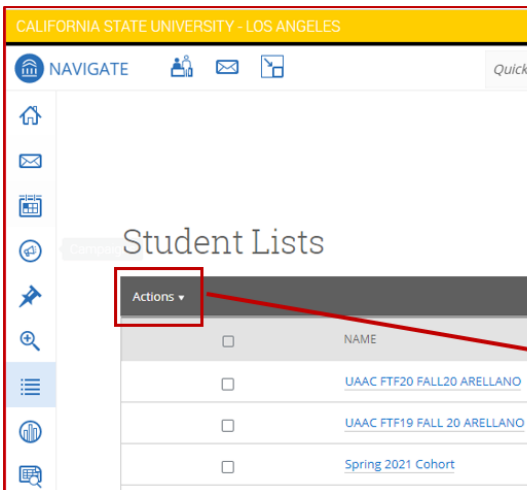 CALIFORNIA STATE UNIVERSITY - LOS ANGELES
NAVIGATE
Quick
Campaign
Student Lists
Actions ▾
NAME
UAAC FTF20 FALL20 ARELLANO
UAAC FTF19 FALL 20 ARELLANO
Spring 2021 Cohort